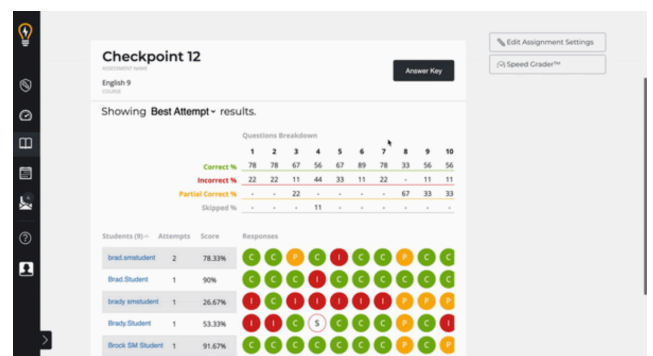 Checkpoint 12
ASSESSMENT NAME
English 9
COURSE
Answer Key
Edit Assignment Settings
Speed Grader™
Showing Best Attempt results.
Questions Breakdown
1 2 3 4 5 6 7 8 9 10
Correct % 78 78 67 56 67 89 78 33 56 56
Incorrect % 22 22 11 44 33 11 22 - 11 11
Partial Correct % - - 22 - - - - 67 33 33
Skipped % - - - 11 - - - - - -
Students (9) Attempts Score Responses
brad.smstudent 2 78.33% C C P C I C C P C C
Brad.Student 1 90% C C C I C C C C C C
brady smstudent 1 26.67% I C I I I I I P P P
Brady.Student 1 53.33% I I C S C C C P C I
Brock SM Student 1 91.67% C C C C C C C P C P